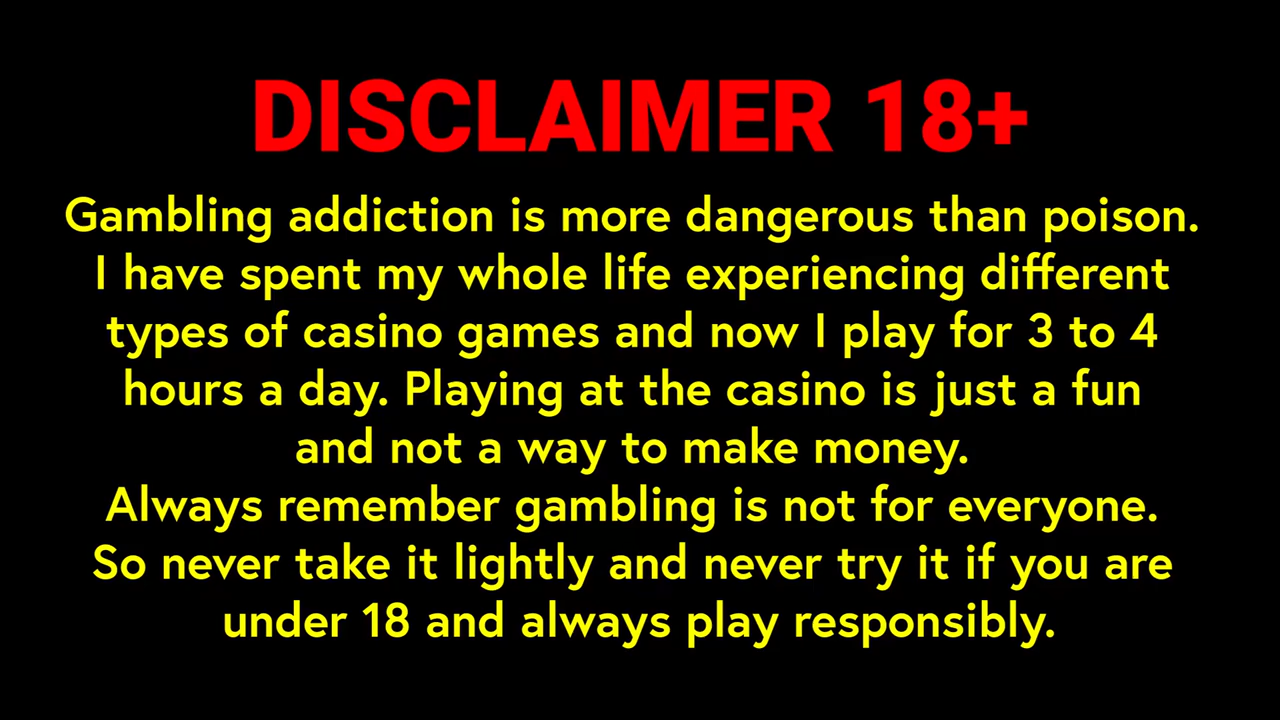 DISCLAIMER 18+
Gambling addiction is more dangerous than poison.
I have spent my whole life experiencing different
types of casino games and now I play for 3 to 4
hours a day. Playing at the casino is just a fun
and not a way to make money.
Always remember gambling is not for everyone.
So never take it lightly and never try it if you are
under 18 and always play responsibly.